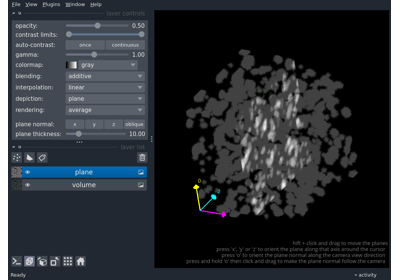 File View Plugins Window Help
layer controls
opacity: 0.50
contrast limits:
auto-contrast: once continuous
gamma: 1.00
colormap: gray
blending: additive
interpolation: linear
depiction: plane
rendering: average
plane normal: x y z oblique
plane thickness: 10.00
layer list
plane
volume
0
2
hift + click and drag to move the planes
press 'x', 'y' or 'z' to orient the plane along that axis around the cursor
press 'o' to orient the plane normal along the camera view direction
press and hold 'o' then click and drag to make the plane normal follow the camera
Ready
activity